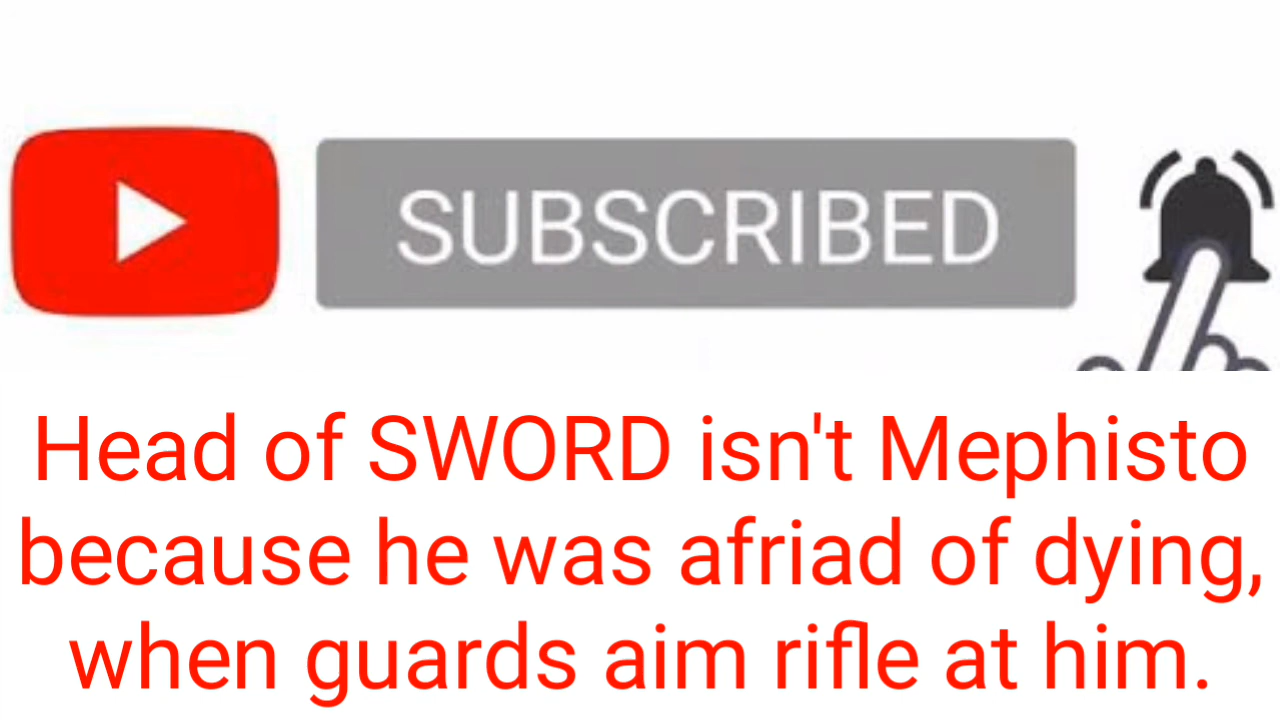 SUBSCRIBED
Head of SWORD isn't Mephisto
because he was afriad of dying,
when guards aim rifle at him.